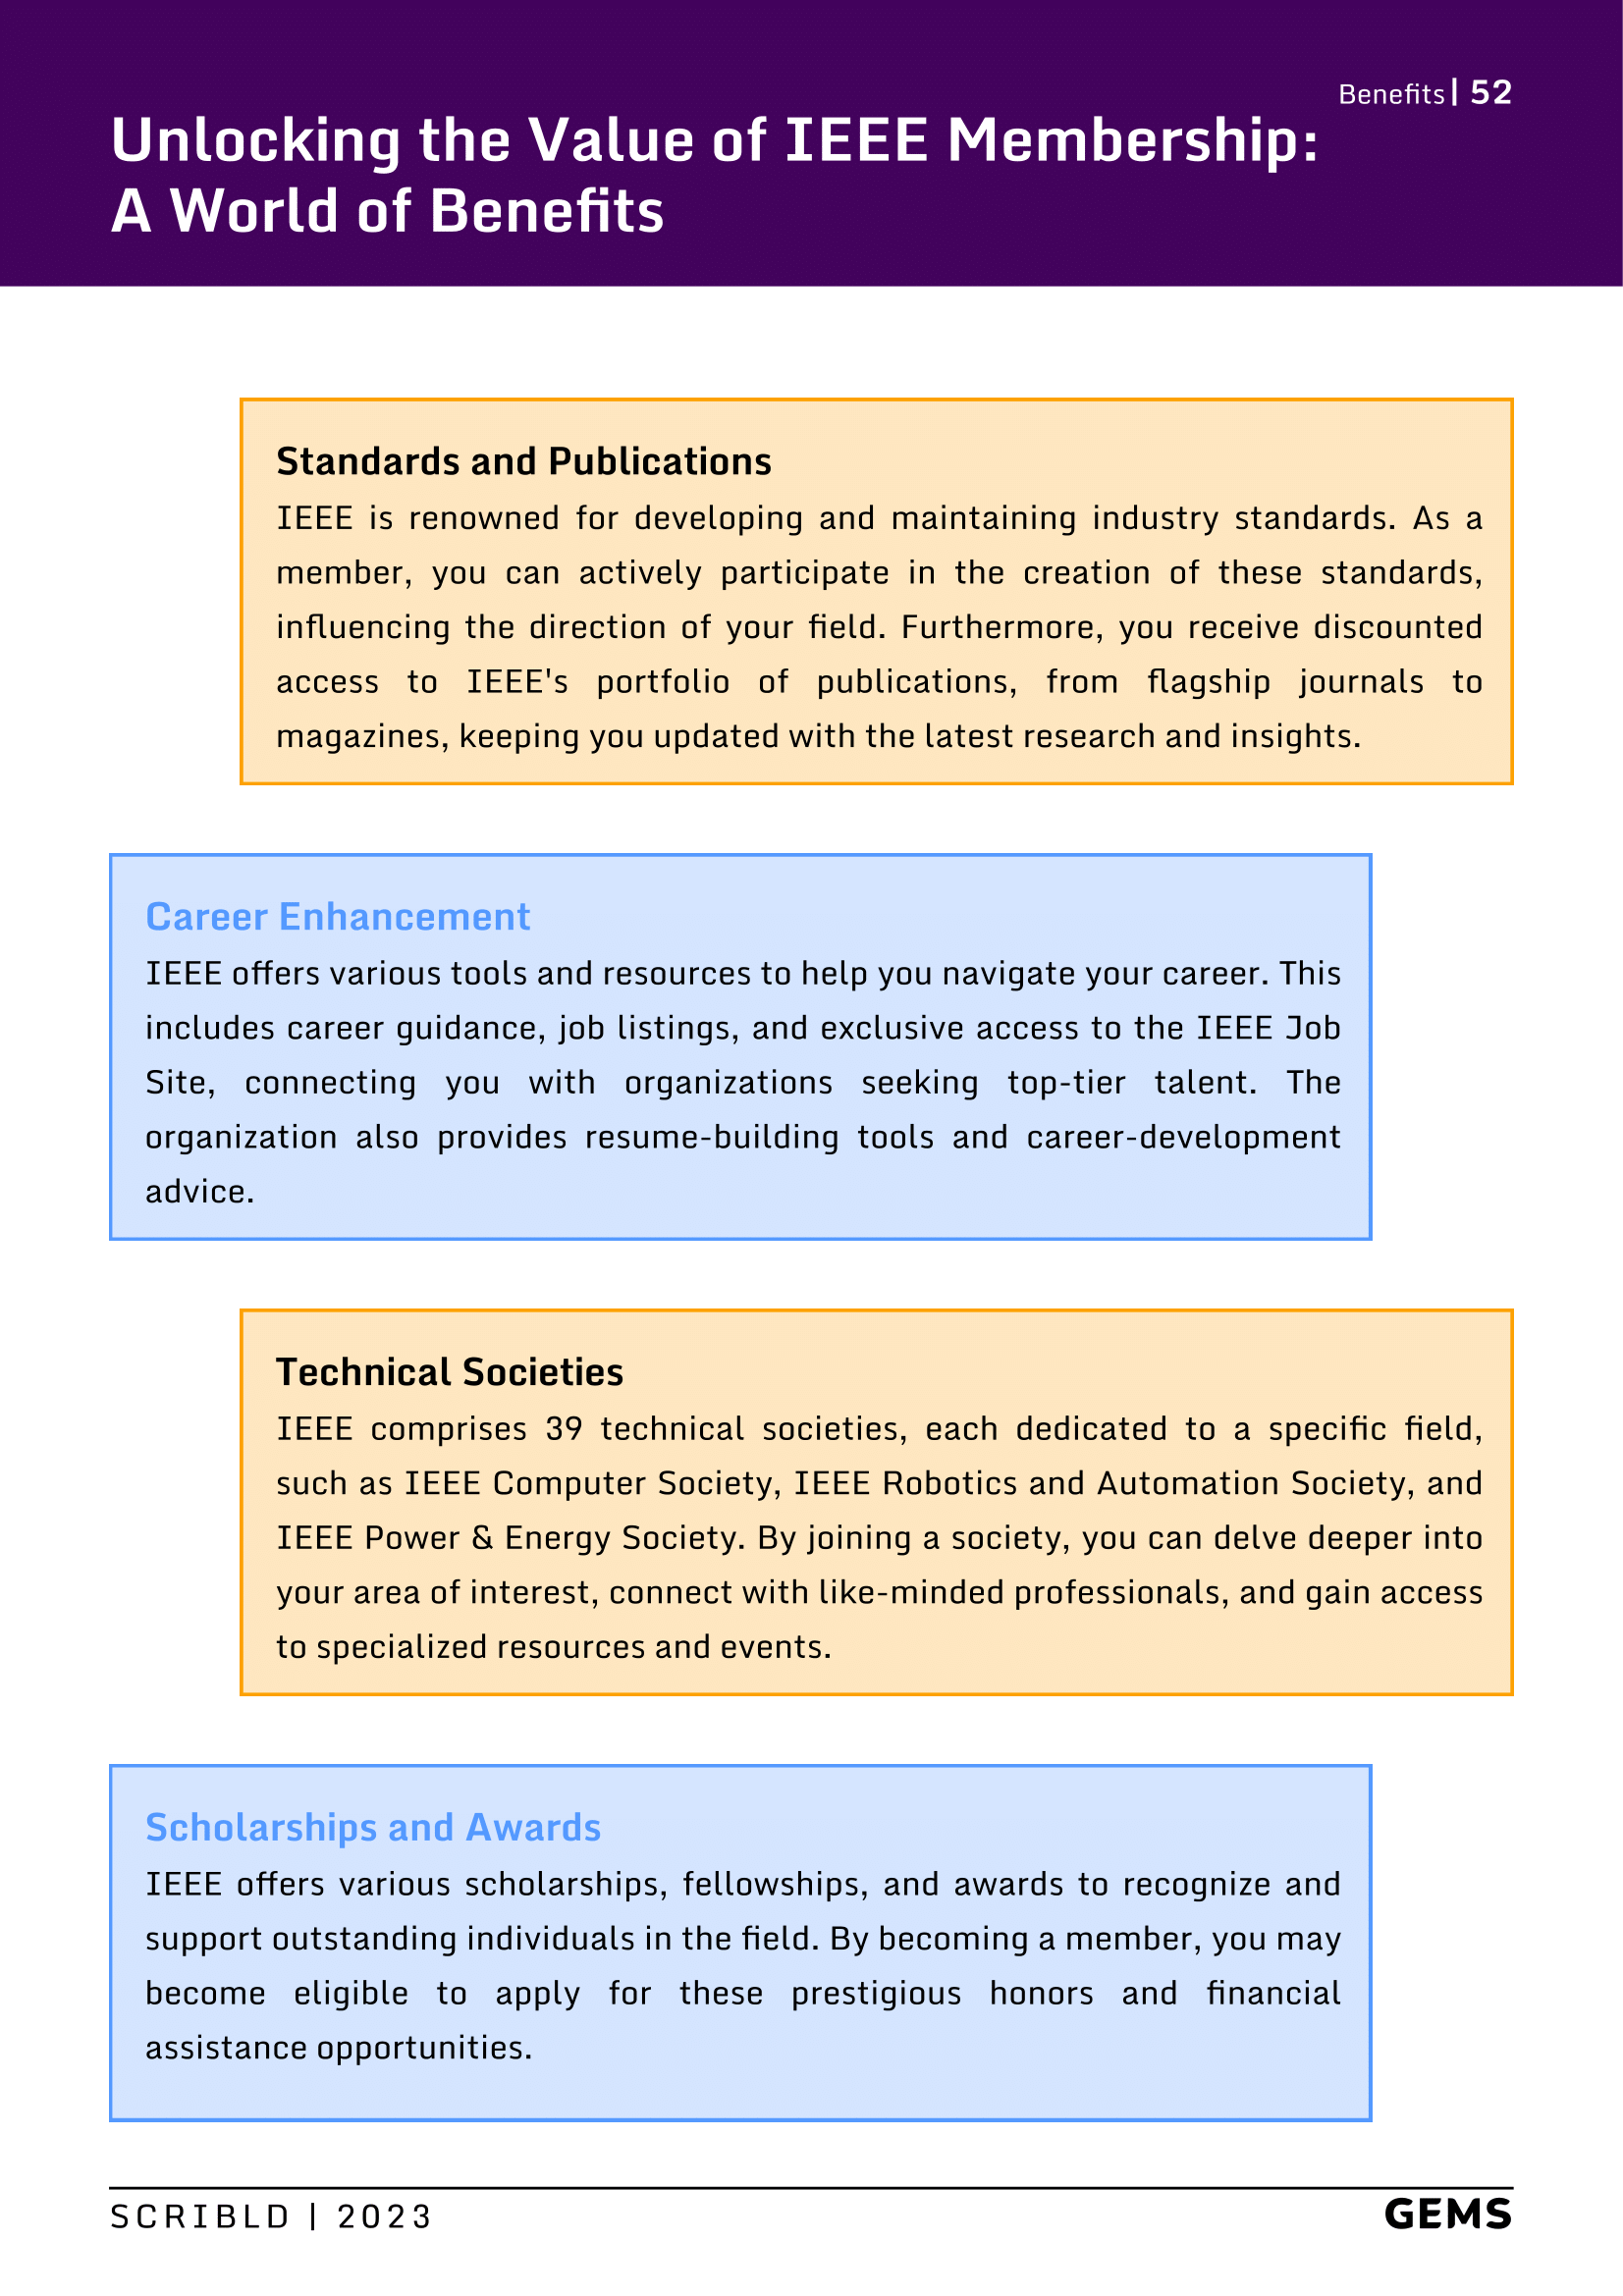 Benefits| 52
Unlocking the Value of IEEE Membership:
A World of Benefits
Standards and Publications
IEEE is renowned for developing and maintaining industry standards. As a
member, you can actively participate in the creation of these standards,
influencing the direction of your field. Furthermore, you receive discounted
access to IEEE's portfolio of publications, from flagship journals to
magazines, keeping you updated with the latest research and insights.
Career Enhancement
IEEE offers various tools and resources to help you navigate your career. This
includes career guidance, job listings, and exclusive access to the IEEE Job
Site, connecting you with organizations seeking top-tier talent. The
organization also provides resume-building tools and career-development
advice.
Technical Societies
IEEE comprises 39 technical societies, each dedicated to a specific field,
such as IEEE Computer Society, IEEE Robotics and Automation Society, and
IEEE Power & Energy Society. By joining a society, you can delve deeper into
your area of interest, connect with like-minded professionals, and gain access
to specialized resources and events.
Scholarships and Awards
IEEE offers various scholarships, fellowships, and awards to recognize and
support outstanding individuals in the field. By becoming a member, you may
become eligible to apply for these prestigious honors and financial
assistance opportunities.
SCRIBLD | 2023
GEMS